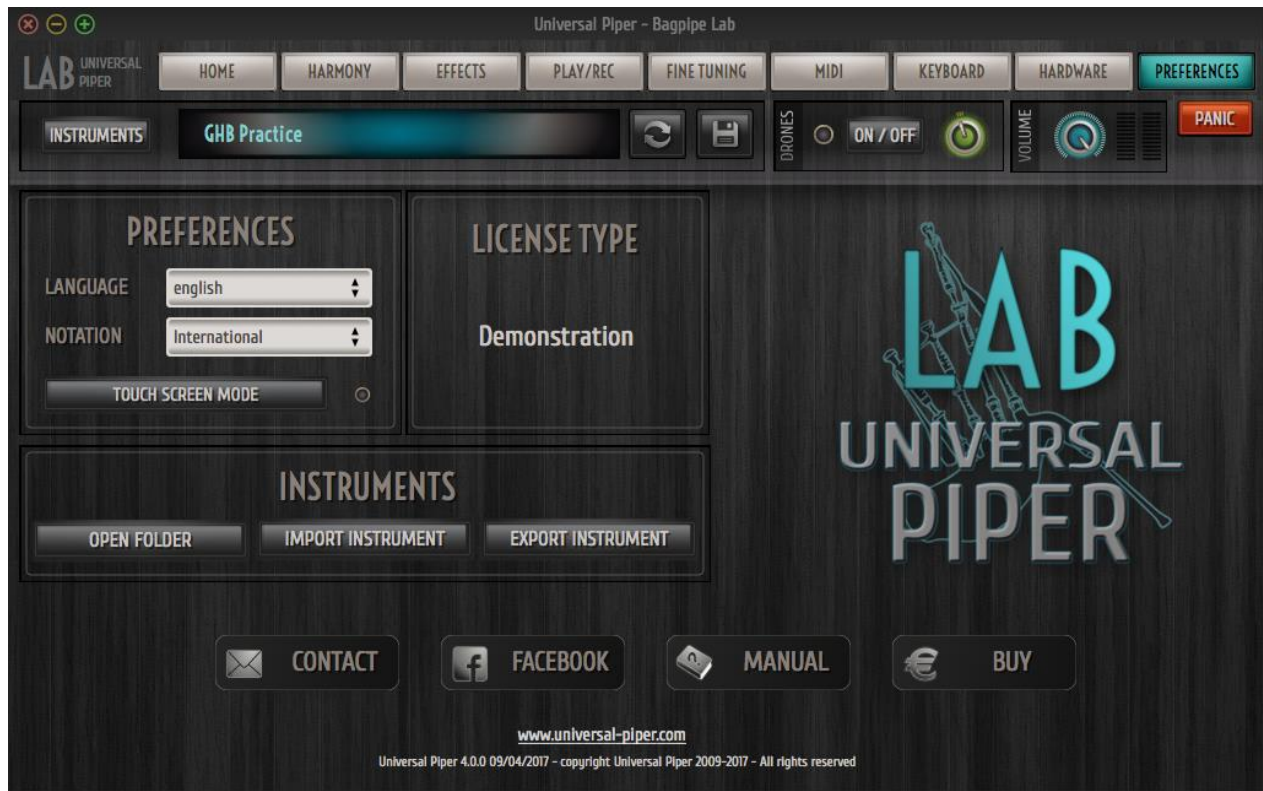 Universal Piper - Bagpipe Lab
LAB UNIVERSAL PIPER
HOME
HARMONY
EFFECTS
PLAY/REC
FINE TUNING
MIDI
KEYBOARD
HARDWARE
PREFERENCES
INSTRUMENTS
GHB Practice
DRONES
ON / OFF
VOLUME
PANIC
PREFERENCES
LANGUAGE
english
NOTATION
International
TOUCH SCREEN MODE
LICENSE TYPE
Demonstration
INSTRUMENTS
OPEN FOLDER
IMPORT INSTRUMENT
EXPORT INSTRUMENT
LAB
UNIVERSAL
PIPER
CONTACT
FACEBOOK
MANUAL
BUY
www.universal-piper.com
Universal Piper 4.0.0 09/04/2017 - copyright Universal Piper 2009-2017 - All rights reserved